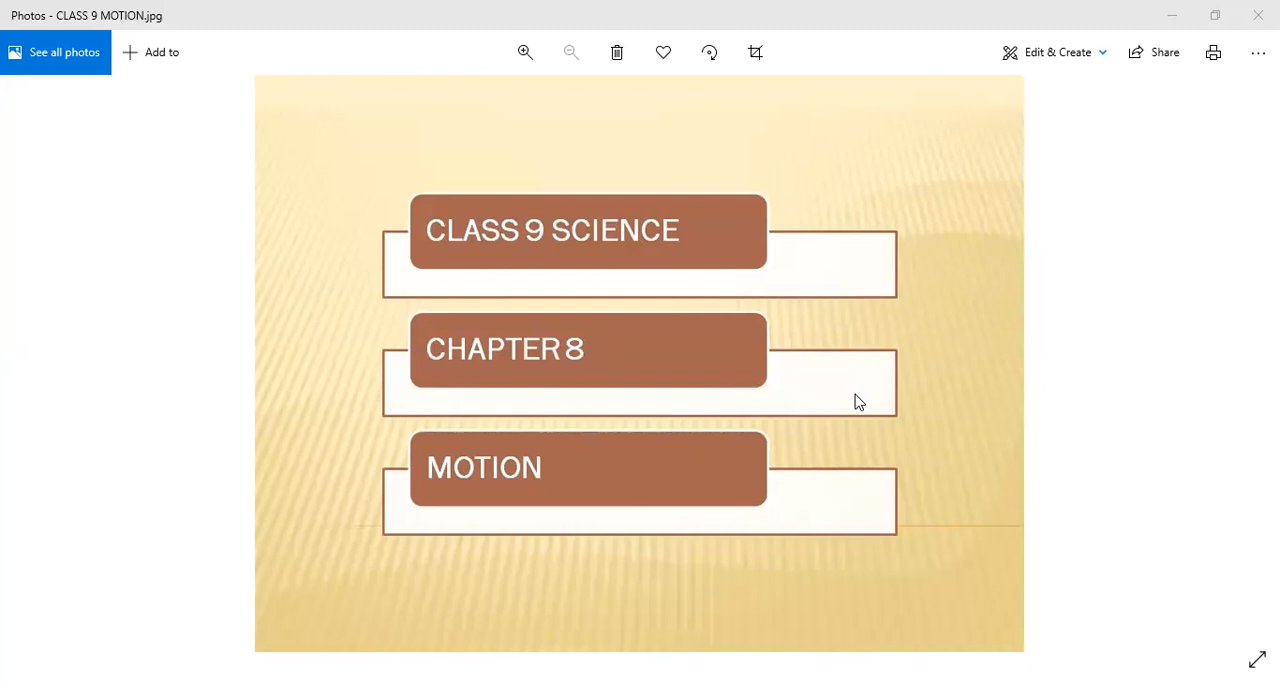 Photos - CLASS 9 MOTION.jpg
See all photos
Add to
Edit & Create
Share
CLASS 9 SCIENCE
CHAPTER 8
MOTION